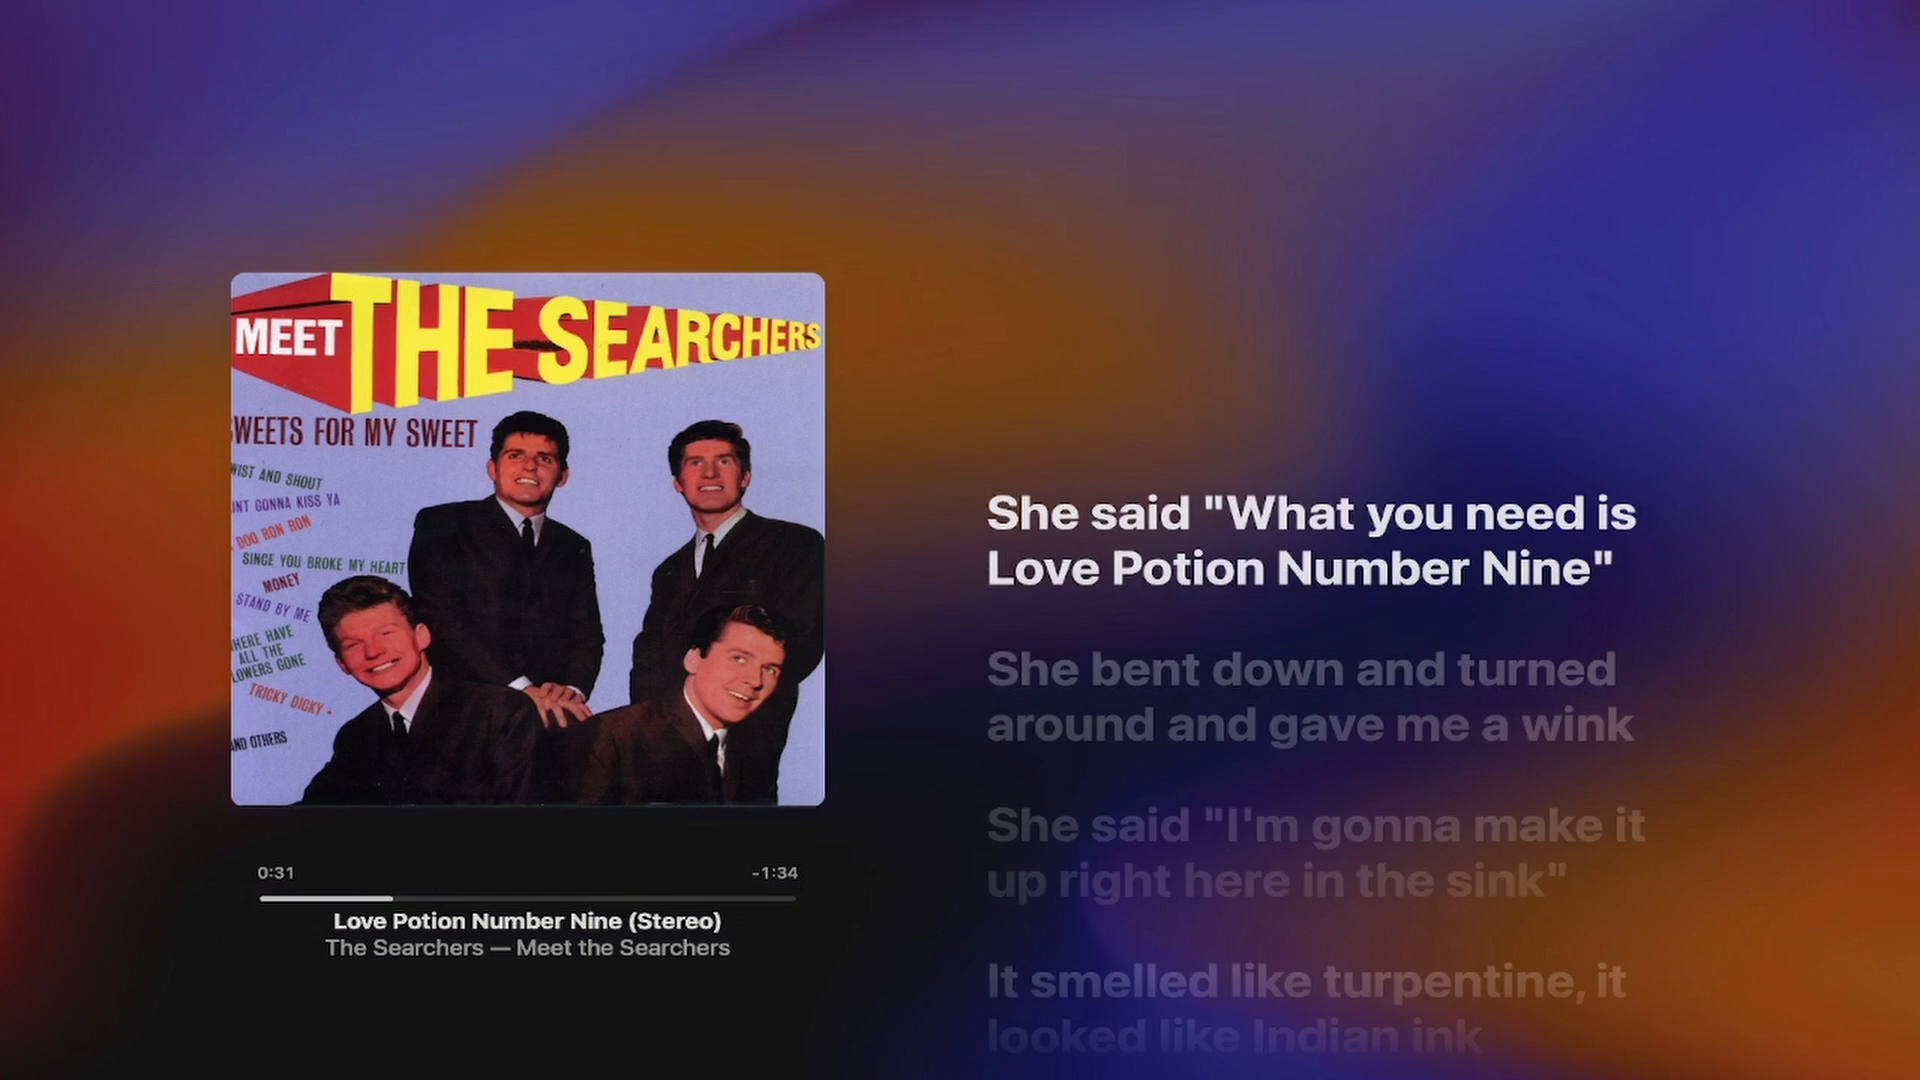 MEET THE SEARCHERS
WEETS FOR MY SWEET
WIST AND SHOUT
INT GONNA KISS YA
DOO RON RON
SINCE YOU BROKE MY HEART
MONEY
STAND BY ME
HERE HAVE
ALL THE
LOWERS GONE
TRICKY DICKY -
AND OTHERS
0:31
-1:34
Love Potion Number Nine (Stereo)
The Searchers — Meet the Searchers
She said "What you need is
Love Potion Number Nine"
She bent down and turned
around and gave me a wink
She said "I'm gonna make it
up right here in the sink"
It smelled like turpentine, it
looked like Indian ink